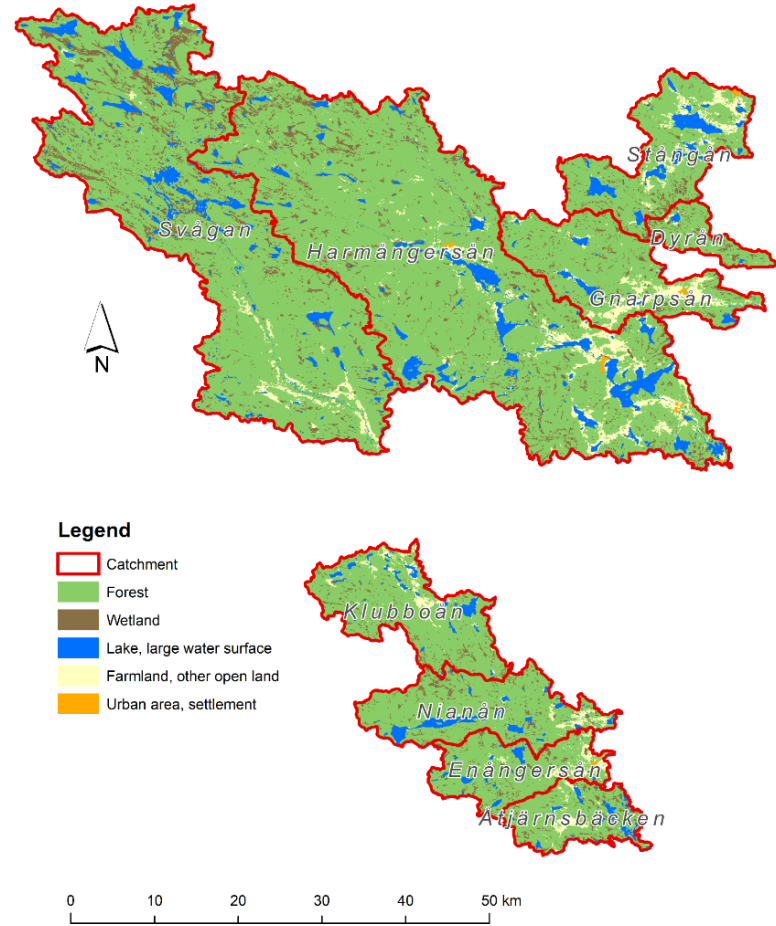 Stångån
Svågan
Harmångersån
Dyrån
Gnarpsån
N
Legend
Catchment
Forest
Wetland
Lake, large water surface
Farmland, other open land
Urban area, settlement
Klubboån
Nianån
Enångersån
Atjärnsbäcken
0 10 20 30 40 50 km